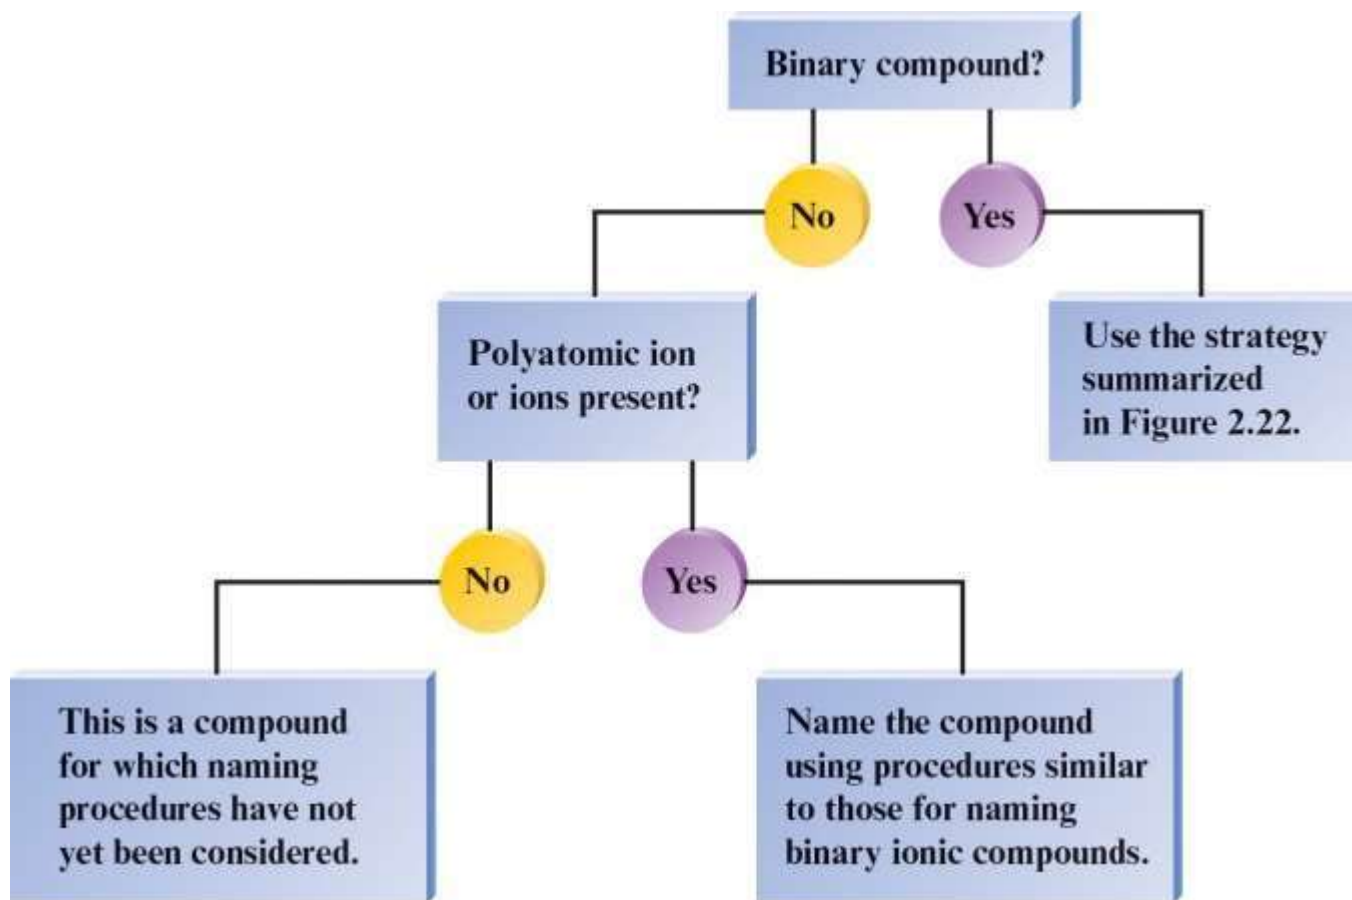 Binary compound?
No
Yes
Polyatomic ion
or ions present?
Use the strategy
summarized
in Figure 2.22.
No
Yes
This is a compound
for which naming
procedures have not
yet been considered.
Name the compound
using procedures similar
to those for naming
binary ionic compounds.